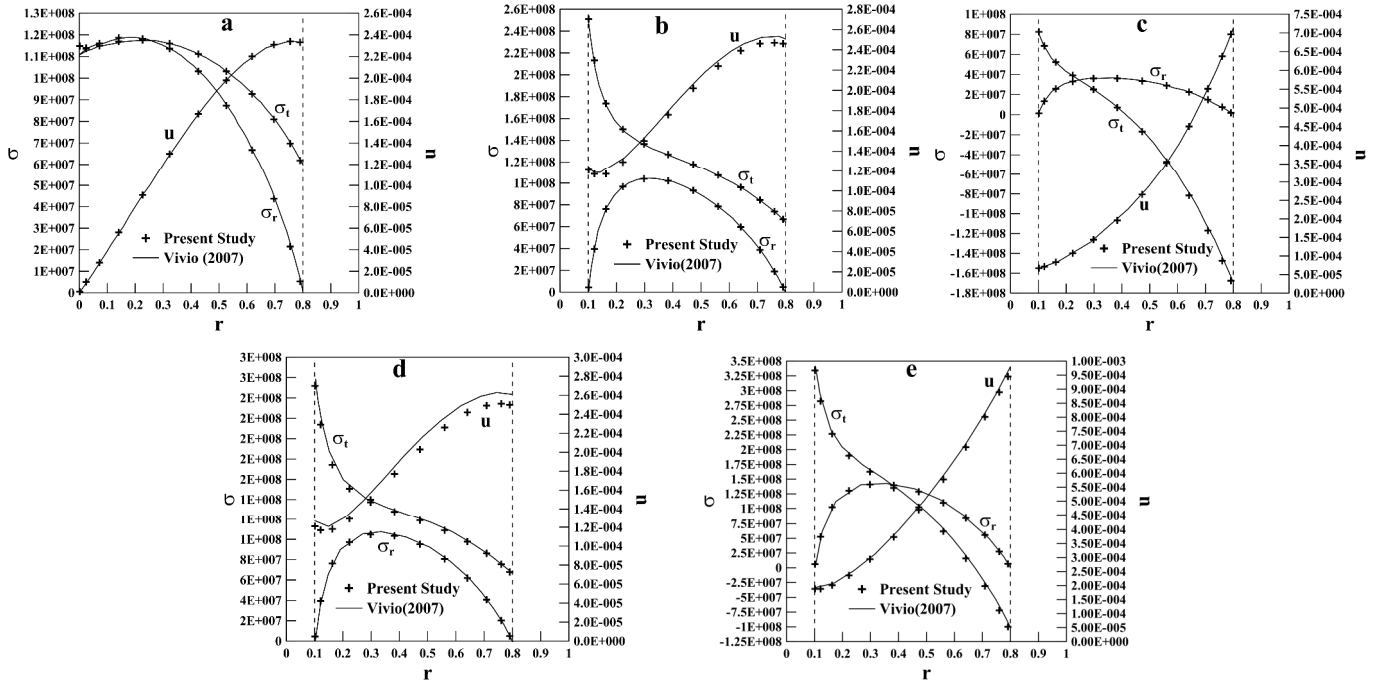 a
1.3E+008
1.2E+008
1.1E+008
1E+008
9E+007
8E+007
7E+007
6E+007
5E+007
4E+007
3E+007
2E+007
1E+007
0
σ
u
σt
σr
Present Study
Vivio (2007)
0 0.1 0.2 0.3 0.4 0.5 0.6 0.7 0.8 0.9 1
r
2.6E-004
2.4E-004
2.2E-004
2.0E-004
1.8E-004
1.6E-004
1.4E-004
1.2E-004
1.0E-004
8.0E-005
6.0E-005
4.0E-005
2.0E-005
0.0E+000
u
b
2.6E+008
2.4E+008
2.2E+008
2E+008
1.8E+008
1.6E+008
1.4E+008
1.2E+008
1E+008
8E+007
6E+007
4E+007
2E+007
0
σ
u
σt
σr
Present Study
Vivio(2007)
0 0.1 0.2 0.3 0.4 0.5 0.6 0.7 0.8 0.9 1
r
2.8E-004
2.6E-004
2.4E-004
2.2E-004
2.0E-004
1.8E-004
1.6E-004
1.4E-004
1.2E-004
1.0E-004
8.0E-005
6.0E-005
4.0E-005
2.0E-005
0.0E+000
u
c
1E+008
8E+007
6E+007
4E+007
2E+007
0
-2E+007
-4E+007
-6E+007
-8E+007
-1E+008
-1.2E+008
-1.4E+008
-1.6E+008
-1.8E+008
σ
σr
σt
u
Present Study
Vivio(2007)
0 0.1 0.2 0.3 0.4 0.5 0.6 0.7 0.8 0.9 1
r
7.5E-004
7.0E-004
6.5E-004
6.0E-004
5.5E-004
5.0E-004
4.5E-004
4.0E-004
3.5E-004
3.0E-004
2.5E-004
2.0E-004
1.5E-004
1.0E-004
5.0E-005
0.0E+000
u
d
3E+008
3E+008
2E+008
2E+008
2E+008
2E+008
2E+008
1E+008
1E+008
1E+008
8E+007
6E+007
4E+007
2E+007
0
σ
σt
u
σr
Present Study
Vivio(2007)
0 0.1 0.2 0.3 0.4 0.5 0.6 0.7 0.8 0.9 1
r
3.0E-004
2.8E-004
2.6E-004
2.4E-004
2.2E-004
2.0E-004
1.8E-004
1.6E-004
1.4E-004
1.2E-004
1.0E-004
8.0E-005
6.0E-005
4.0E-005
2.0E-005
0.0E+000
u
e
3.5E+008
3.25E+008
3E+008
2.75E+008
2.5E+008
2.25E+008
2E+008
1.75E+008
1.5E+008
1.25E+008
1E+008
7.5E+007
5E+007
2.5E+007
0
-2.5E+007
-5E+007
-7.5E+007
-1E+008
-1.25E+008
σ
u
σt
σr
Present Study
Vivio(2007)
0 0.1 0.2 0.3 0.4 0.5 0.6 0.7 0.8 0.9 1
r
1.00E-003
9.50E-004
9.00E-004
8.50E-004
8.00E-004
7.50E-004
7.00E-004
6.50E-004
6.00E-004
5.50E-004
5.00E-004
4.50E-004
4.00E-004
3.50E-004
3.00E-004
2.50E-004
2.00E-004
1.50E-004
1.00E-004
5.00E-005
0.00E+000
u